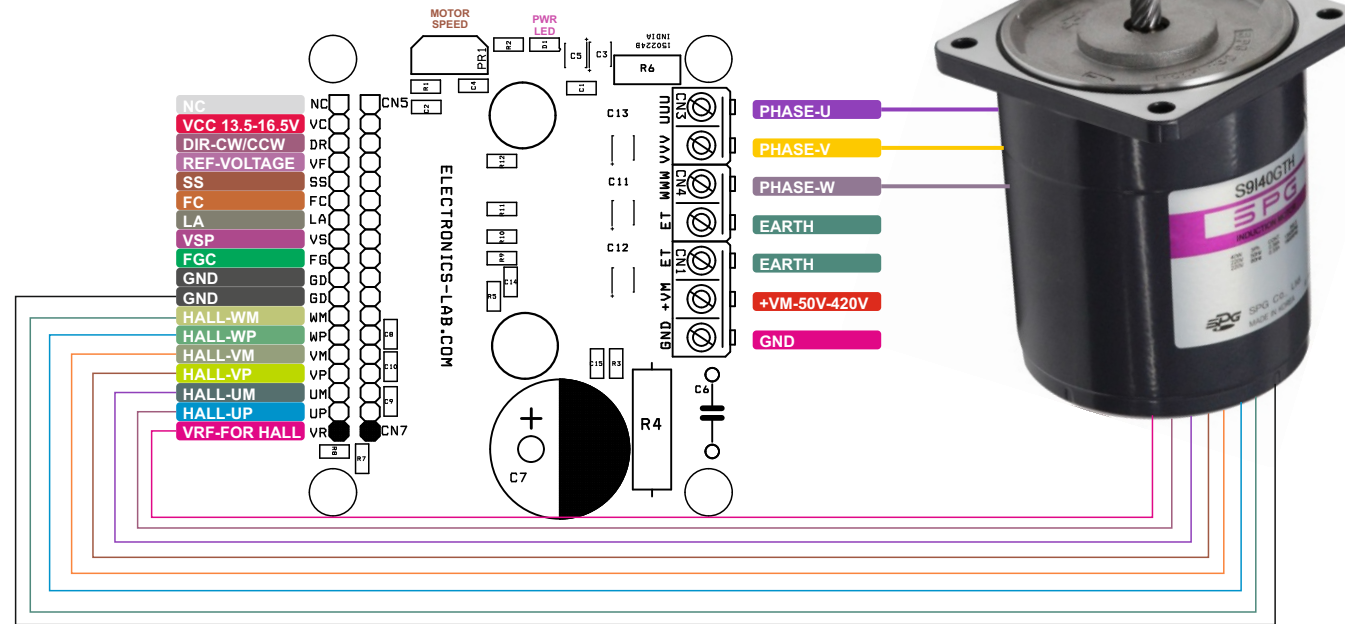 MOTOR
SPEED
PWR
LED
R2
D1
C5
C3
150224B
INDIA
PR1
R6
R1
C4
C1
C2
NC
NC
CN5
VCC 13.5-16.5V
VC
DIR-CW/CCW
DR
REF-VOLTAGE
VF
SS
SS
FC
FC
LA
LA
VSP
VS
FGC
FG
GND
GD
GND
GD
HALL-WM
WM
HALL-WP
WP
HALL-VM
VM
HALL-VP
VP
HALL-UM
UM
HALL-UP
UP
VRF-FOR HALL
VR
CN7
R8
R7
C8
C10
C9
ELECTRONICS-LAB.COM
C13
R12
C11
R11
R10
R9
C12
C14
R5
C15
R3
+
C7
R4
C6
UUU
CN3
VVV
WWW
CN4
ET
ET
CN1
+VM
GND
PHASE-U
PHASE-V
PHASE-W
EARTH
EARTH
+VM-50V-420V
GND
S9I40GTH
SPG
INDUCTION
SPG Co., Ltd
MADE IN KOREA